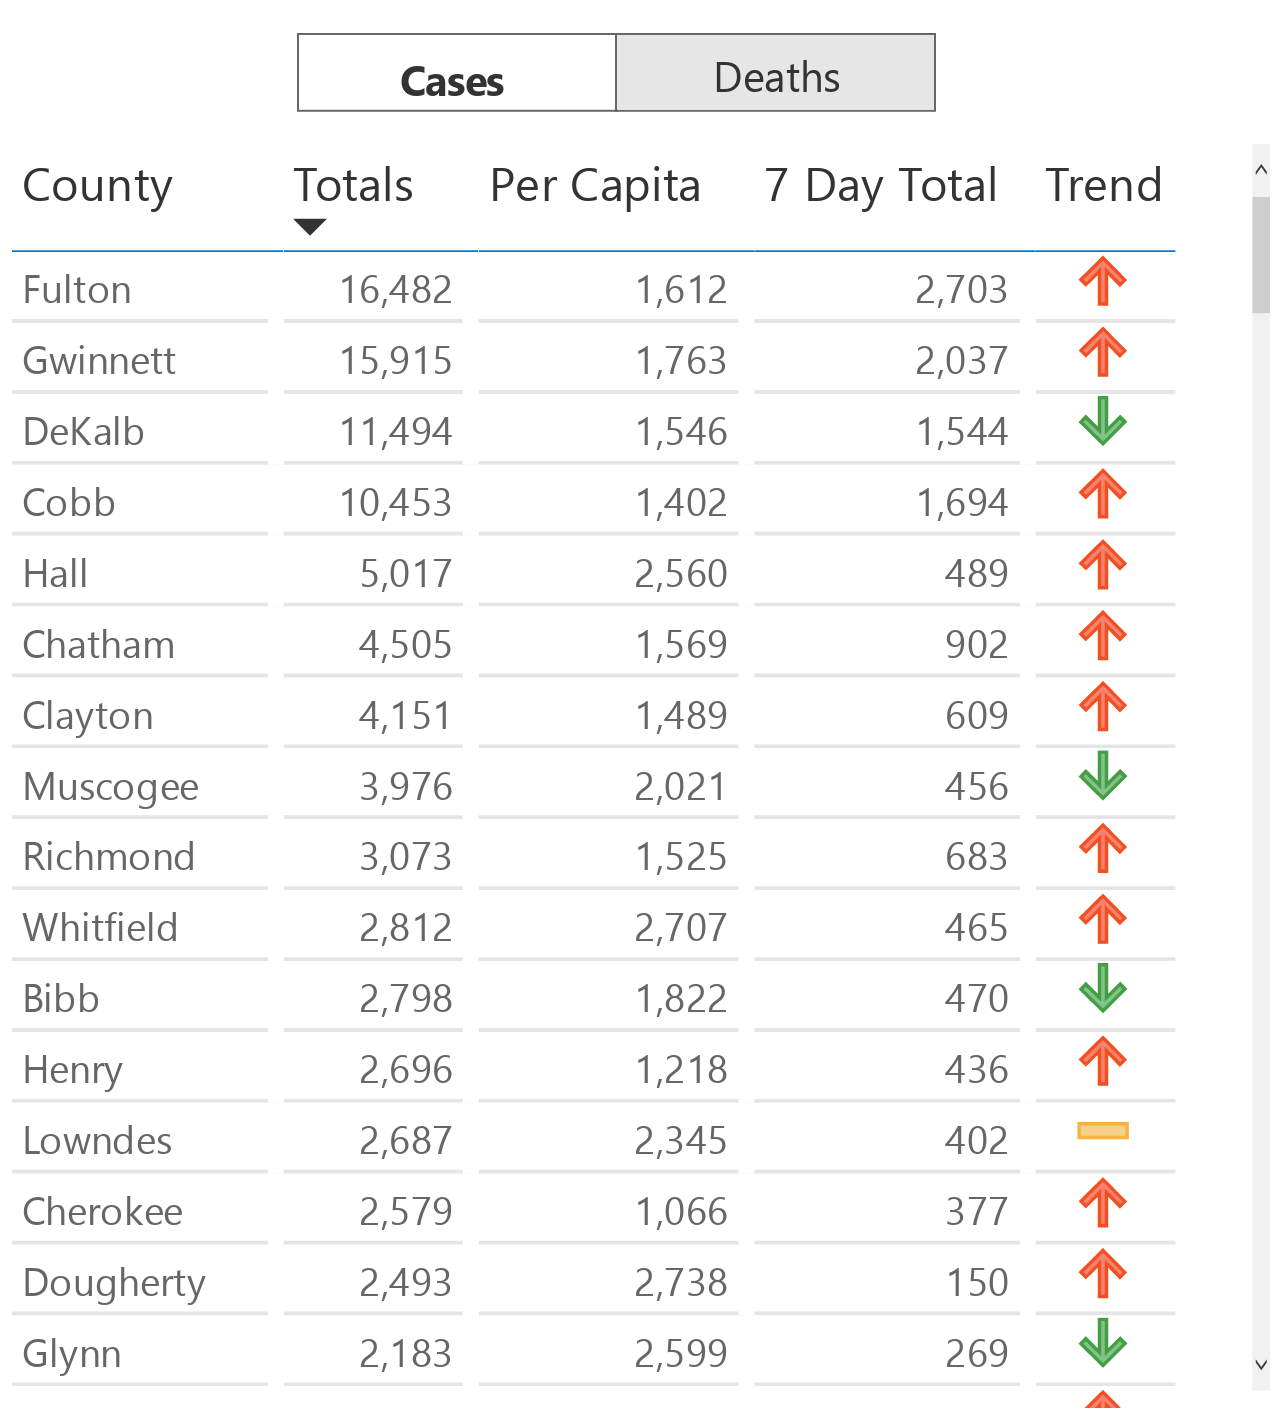 Cases Deaths
County Totals Per Capita 7 Day Total Trend
Fulton 16,482 1,612 2,703
Gwinnett 15,915 1,763 2,037
DeKalb 11,494 1,546 1,544
Cobb 10,453 1,402 1,694
Hall 5,017 2,560 489
Chatham 4,505 1,569 902
Clayton 4,151 1,489 609
Muscogee 3,976 2,021 456
Richmond 3,073 1,525 683
Whitfield 2,812 2,707 465
Bibb 2,798 1,822 470
Henry 2,696 1,218 436
Lowndes 2,687 2,345 402
Cherokee 2,579 1,066 377
Dougherty 2,493 2,738 150
Glynn 2,183 2,599 269